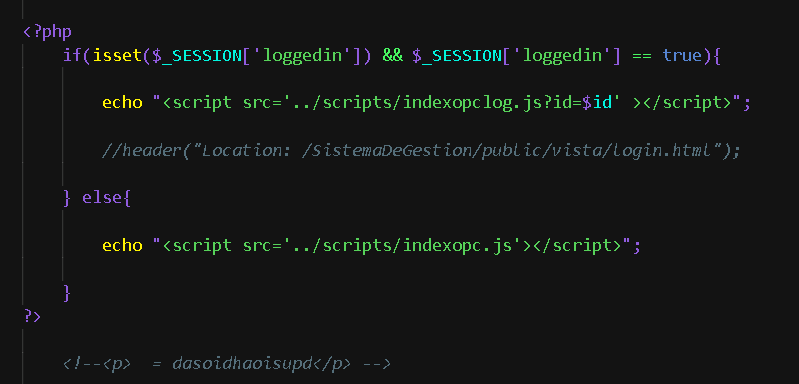 <?php
if(isset($_SESSION['loggedin']) && $_SESSION['loggedin'] == true){
echo "<script src='../scripts/indexopclog.js?id=$id' ></script>";
//header("Location: /SistemaDeGestion/public/vista/login.html");
} else{
echo "<script src='../scripts/indexopc.js'></script>";
}
?>
<!--<p>  = dasoidhaoisupd</p> -->